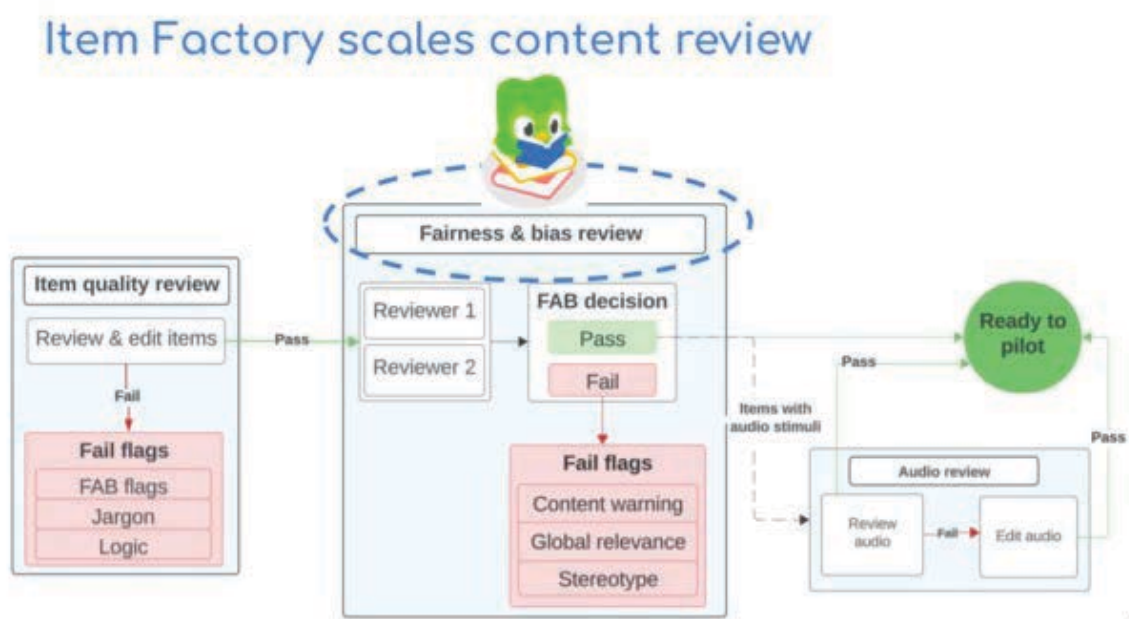 Item Factory scales content review
Item quality review
Review & edit items
Fail
Fail flags
FAB flags
Jargon
Logic
Pass
Fairness & bias review
Reviewer 1
Reviewer 2
FAB decision
Pass
Fail
Fail flags
Content warning
Global relevance
Stereotype
Items with
audio stimuli
Audio review
Review
audio
Fail
Edit audio
Pass
Pass
Ready to
pilot